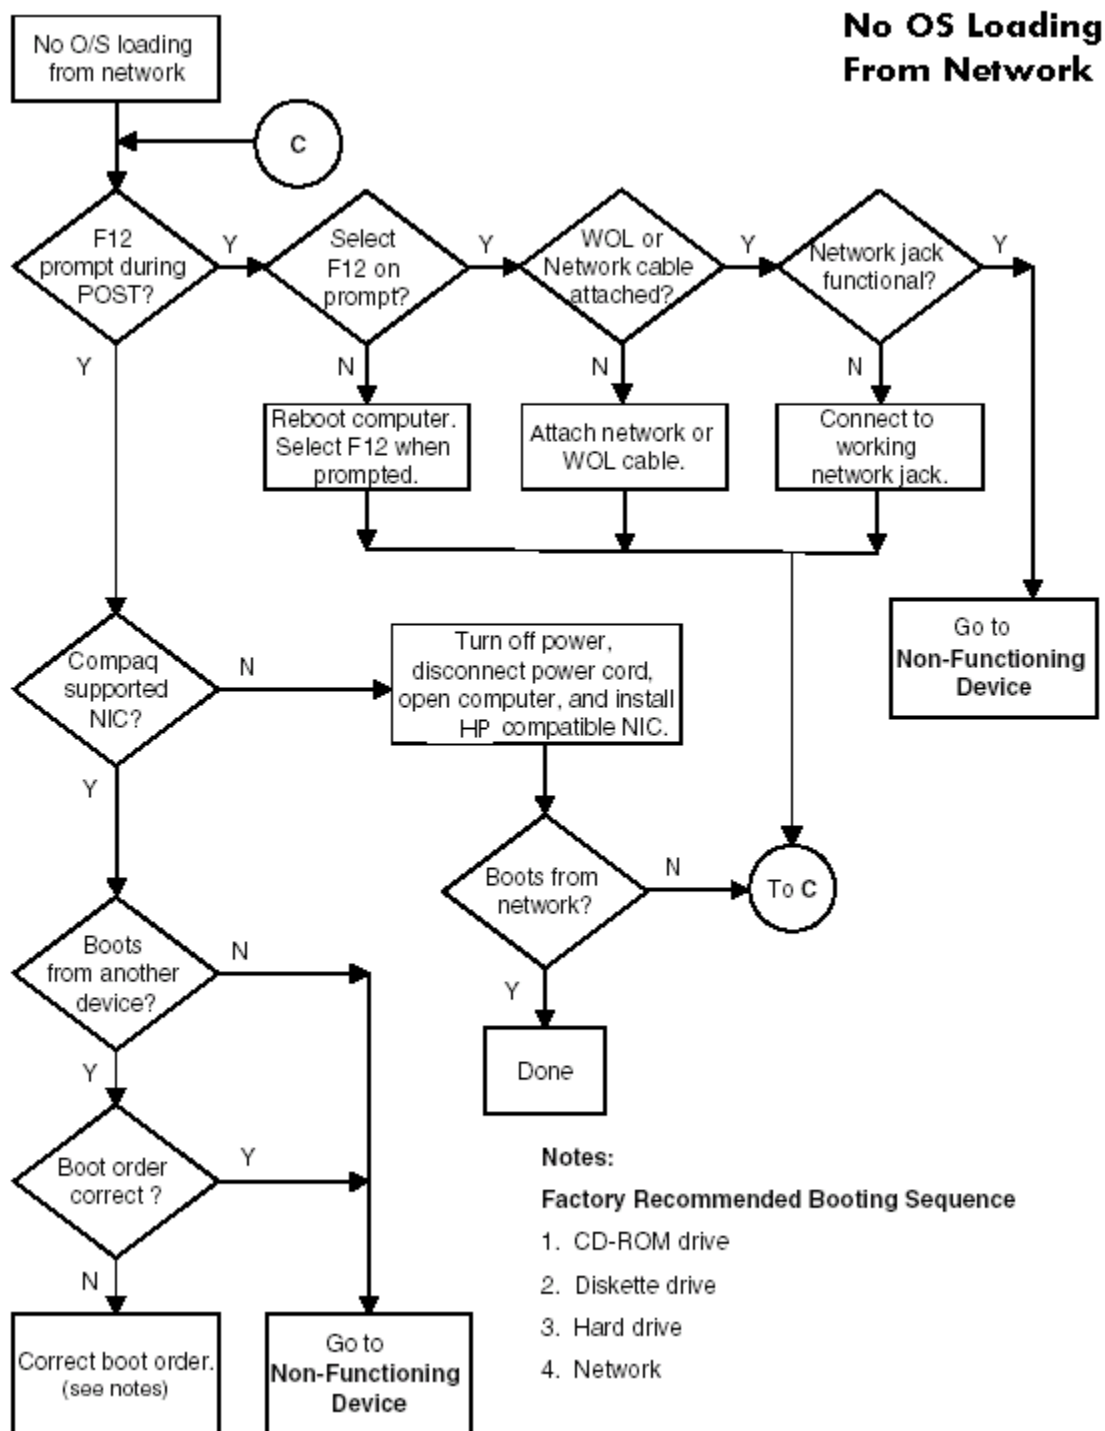 No OS Loading
From Network
No O/S loading
from network
C
F12
prompt during
POST?
Y
Select
F12 on
prompt?
Y
WOL or
Network cable
attached?
Y
Network jack
functional?
Y
Y
N
N
N
Reboot computer.
Select F12 when
prompted.
Attach network or
WOL cable.
Connect to
working
network jack.
Go to
Non-Functioning
Device
Compaq
supported
NIC?
N
Turn off power,
disconnect power cord,
open computer, and install
HP compatible NIC.
Y
Boots from
network?
N
To C
Boots
from another
device?
N
Y
Done
Y
Boot order
correct ?
Y
N
Correct boot order.
(see notes)
Go to
Non-Functioning
Device
Notes:
Factory Recommended Booting Sequence
1. CD-ROM drive
2. Diskette drive
3. Hard drive
4. Network